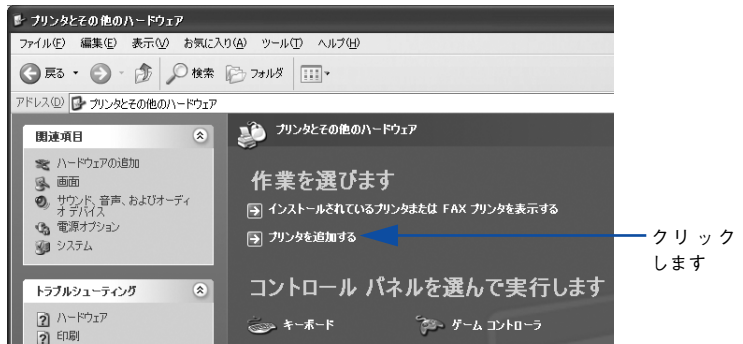 プリンタとその他のハードウェア
ファイル(F) 編集(E) 表示(V) お気に入り(A) ツール(T) ヘルプ(H)
戻る 検索 フォルダ
アドレス(D) プリンタとその他のハードウェア
関連項目
ハードウェアの追加
画面
サウンド、音声、およびオーディ
オ デバイス
電源オプション
システム
トラブルシューティング
ハードウェア
印刷
プリンタとその他のハードウェア
作業を選びます
インストールされているプリンタまたは FAX プリンタを表示する
プリンタを追加する
コントロール パネルを選んで実行します
キーボード
ゲーム コントローラ
クリック
します